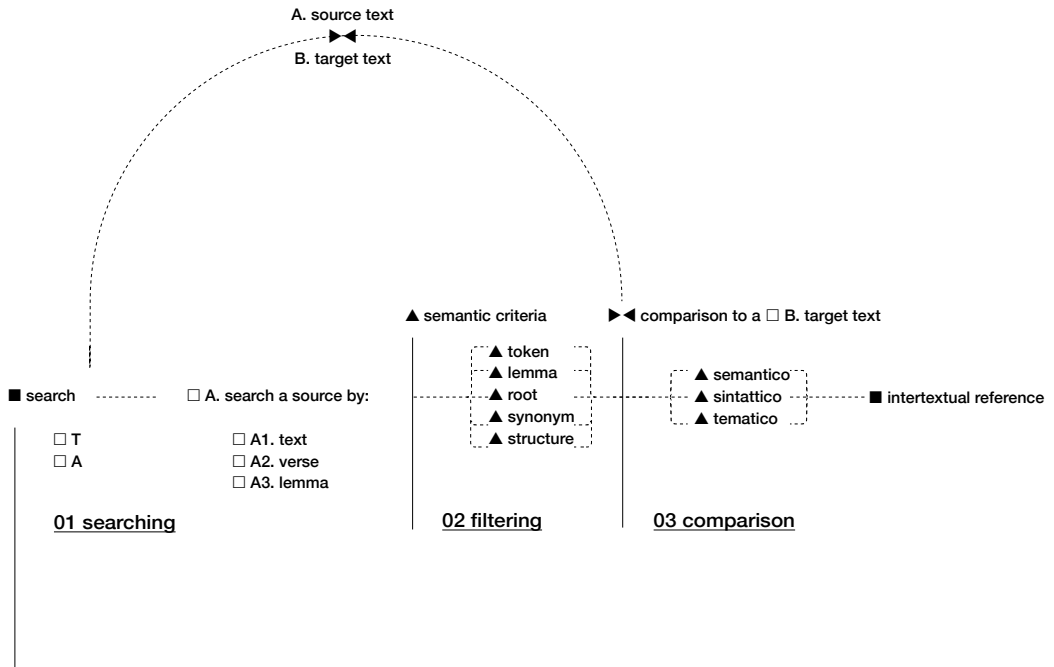 A. source text
B. target text
semantic criteria
comparison to a B. target text
token
lemma
root
synonym
structure
semantico
sintattico
tematico
search
A. search a source by:
intertextual reference
T
A
A1. text
A2. verse
A3. lemma
01 searching
02 filtering
03 comparison